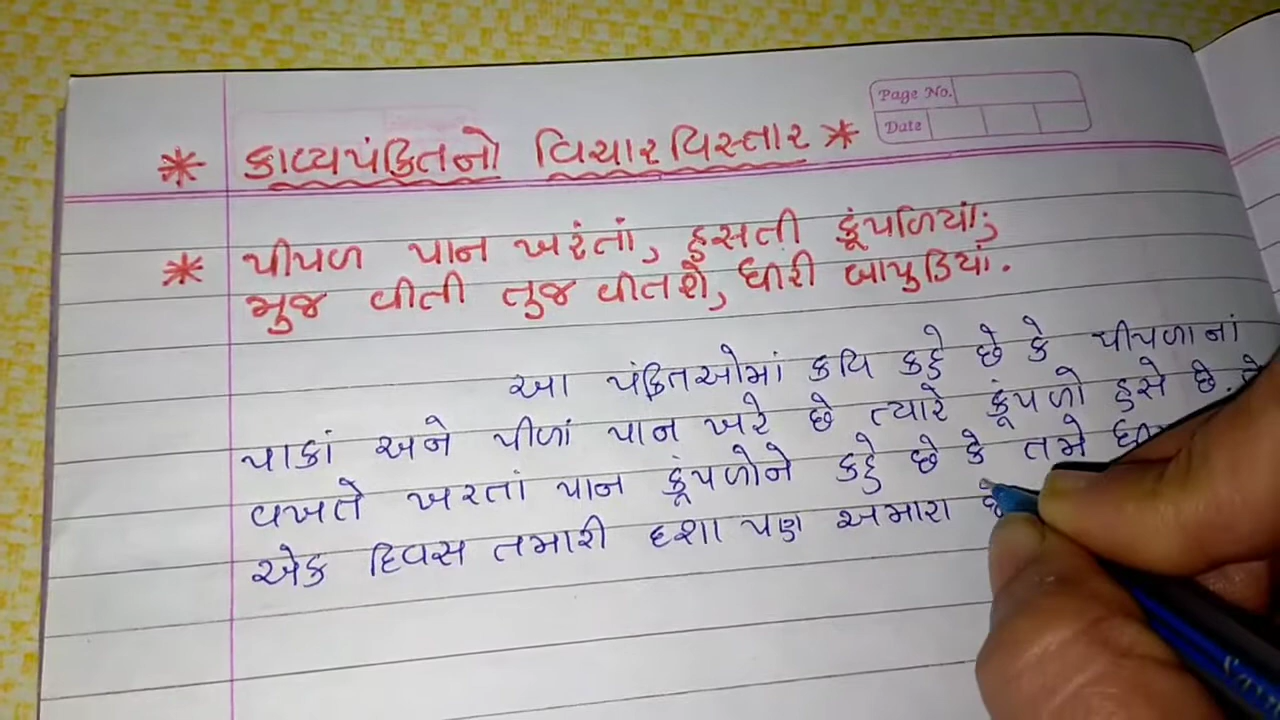 Page No.
Date
* કાવ્યપંક્તિનો વિચારવિસ્તાર *
* પીપળ પાન ખરંતાં, હસતી કૂંપળિયાં;
મુજ વીતી તુજ વીતશે, ધીરી બાપુડિયાં.
આ પંક્તિઓમાં કવિ કહે છે કે પીપળાનાં
પાકાં અને પીળાં પાન ખરે છે ત્યારે કૂંપળો હસે છે.
વખતે ખરતાં પાન કૂંપળોને કહે છે કે તમે
એક દિવસ તમારી દશા પણ અમારા